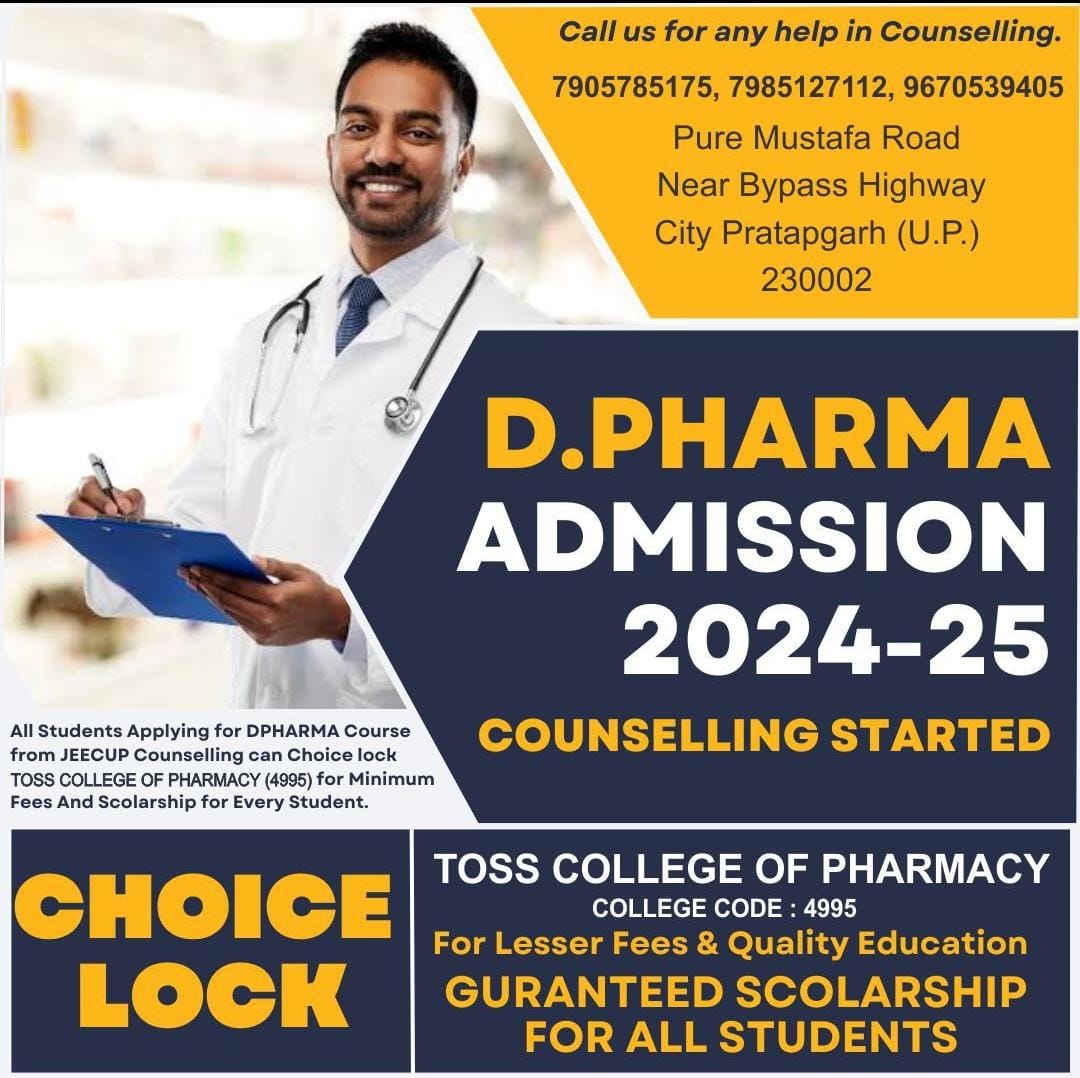 Call us for any help in Counselling.
7905785175, 7985127112, 9670539405
Pure Mustafa Road
Near Bypass Highway
City Pratapgarh (U.P.)
230002
D.PHARMA
ADMISSION
2024-25
COUNSELLING STARTED
All Students Applying for DPHARMA Course
from JEECUP Counselling can Choice lock
TOSS COLLEGE OF PHARMACY (4995) for Minimum
Fees And Scolarship for Every Student.
CHOICE
LOCK
TOSS COLLEGE OF PHARMACY
COLLEGE CODE : 4995
For Lesser Fees & Quality Education
GURANTEED SCOLARSHIP
FOR ALL STUDENTS